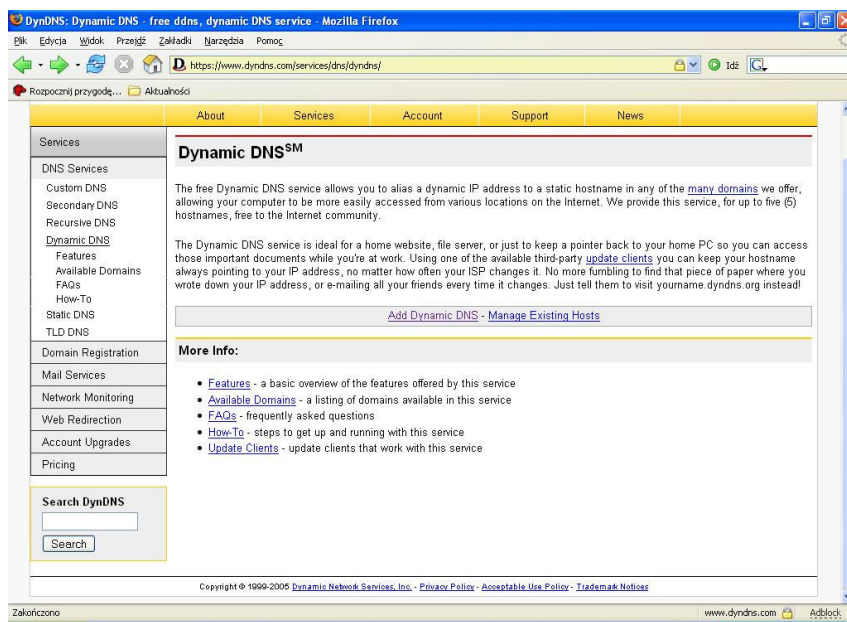 DynDNS: Dynamic DNS - free ddns, dynamic DNS service - Mozilla Firefox
Plik Edycja Widok Przejdź Zakładki Narzędzia Pomoc
https://www.dyndns.com/services/dns/dyndns/
Idź
Rozpocznij przygodę... Aktualności
About Services Account Support News
Services
DNS Services
Custom DNS
Secondary DNS
Recursive DNS
Dynamic DNS
Features
Available Domains
FAQs
How-To
Static DNS
TLD DNS
Domain Registration
Mail Services
Network Monitoring
Web Redirection
Account Upgrades
Pricing
Search DynDNS
Search
Dynamic DNS℠
The free Dynamic DNS service allows you to alias a dynamic IP address to a static hostname in any of the many domains we offer,
allowing your computer to be more easily accessed from various locations on the Internet. We provide this service, for up to five (5)
hostnames, free to the Internet community.
The Dynamic DNS service is ideal for a home website, file server, or just to keep a pointer back to your home PC so you can access
those important documents while you're at work. Using one of the available third-party update clients you can keep your hostname
always pointing to your IP address, no matter how often your ISP changes it. No more fumbling to find that piece of paper where you
wrote down your IP address, or e-mailing all your friends every time it changes. Just tell them to visit yourname.dyndns.org instead!
Add Dynamic DNS - Manage Existing Hosts
More Info:
• Features - a basic overview of the features offered by this service
• Available Domains - a listing of domains available in this service
• FAQs - frequently asked questions
• How-To - steps to get up and running with this service
• Update Clients - update clients that work with this service
Copyright © 1999-2005 Dynamic Network Services, Inc. - Privacy Policy - Acceptable Use Policy - Trademark Notices
Zakończono www.dyndns.com Adblock